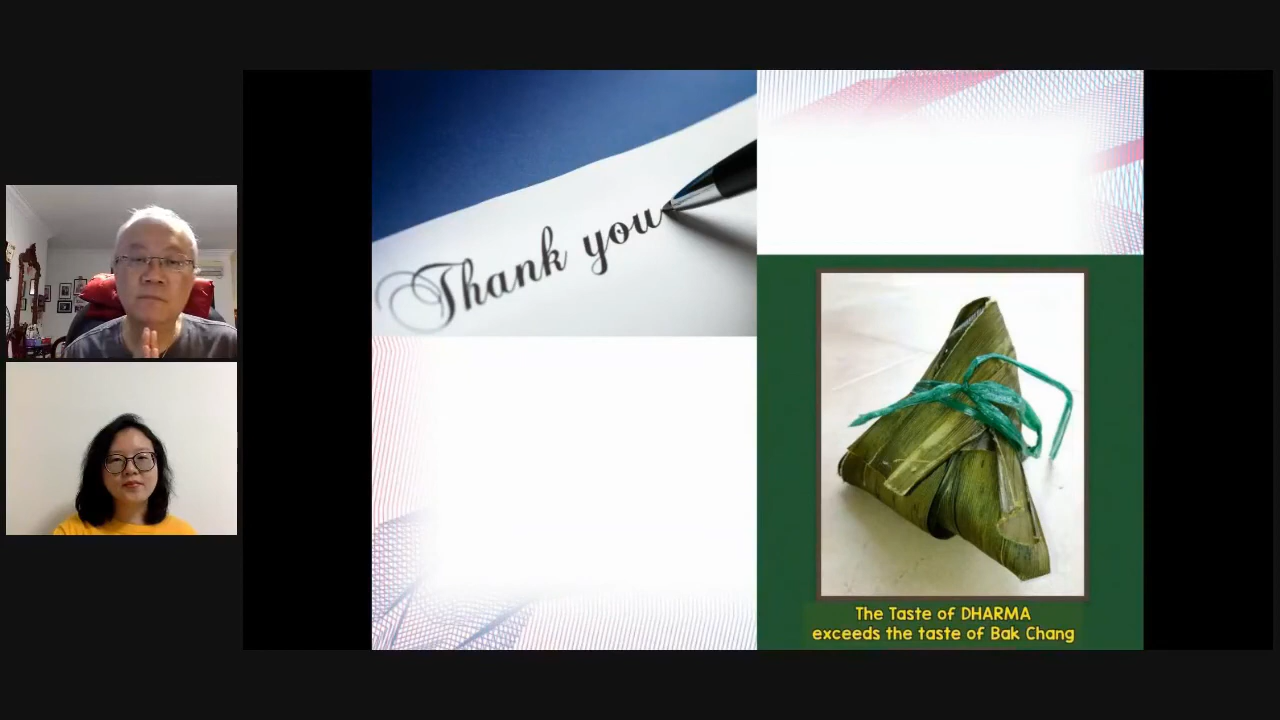 Thank you
The Taste of DHARMA
exceeds the taste of Bak Chang